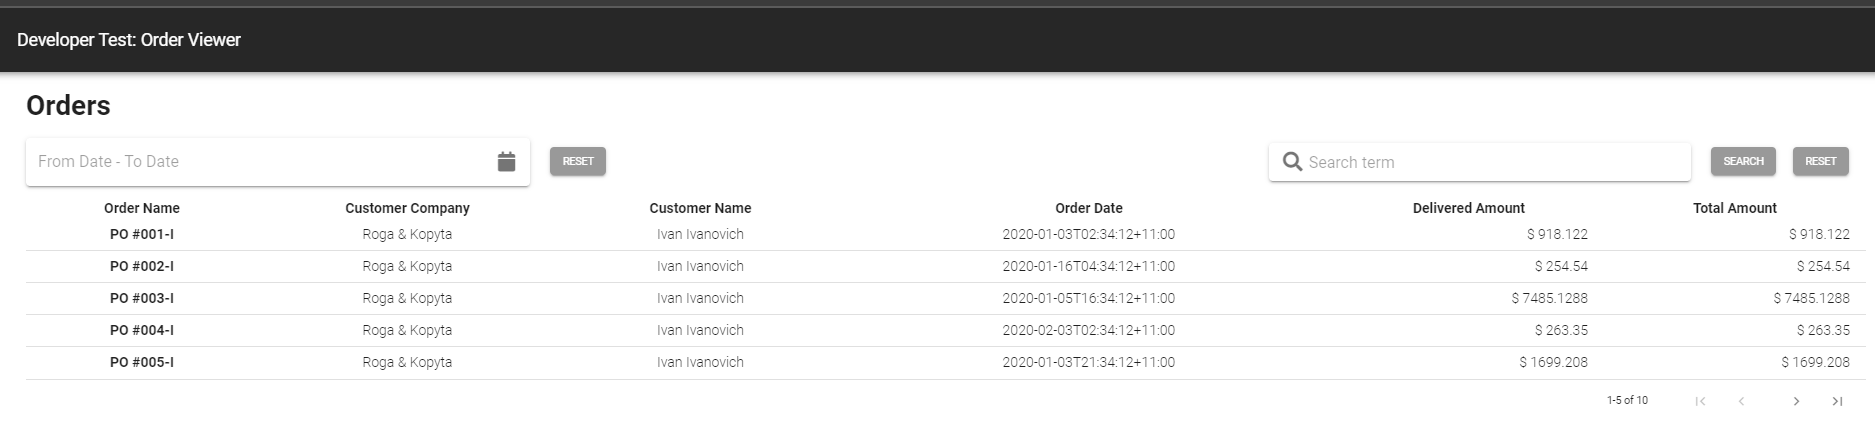 Developer Test: Order Viewer
Orders
From Date - To Date RESET Search term SEARCH RESET
Order Name Customer Company Customer Name Order Date Delivered Amount Total Amount
PO #001-I Roga & Kopyta Ivan Ivanovich 2020-01-03T02:34:12+11:00 $ 918.122 $ 918.122
PO #002-I Roga & Kopyta Ivan Ivanovich 2020-01-16T04:34:12+11:00 $ 254.54 $ 254.54
PO #003-I Roga & Kopyta Ivan Ivanovich 2020-01-05T16:34:12+11:00 $ 7485.1288 $ 7485.1288
PO #004-I Roga & Kopyta Ivan Ivanovich 2020-02-03T02:34:12+11:00 $ 263.35 $ 263.35
PO #005-I Roga & Kopyta Ivan Ivanovich 2020-01-03T21:34:12+11:00 $ 1699.208 $ 1699.208
1-5 of 10